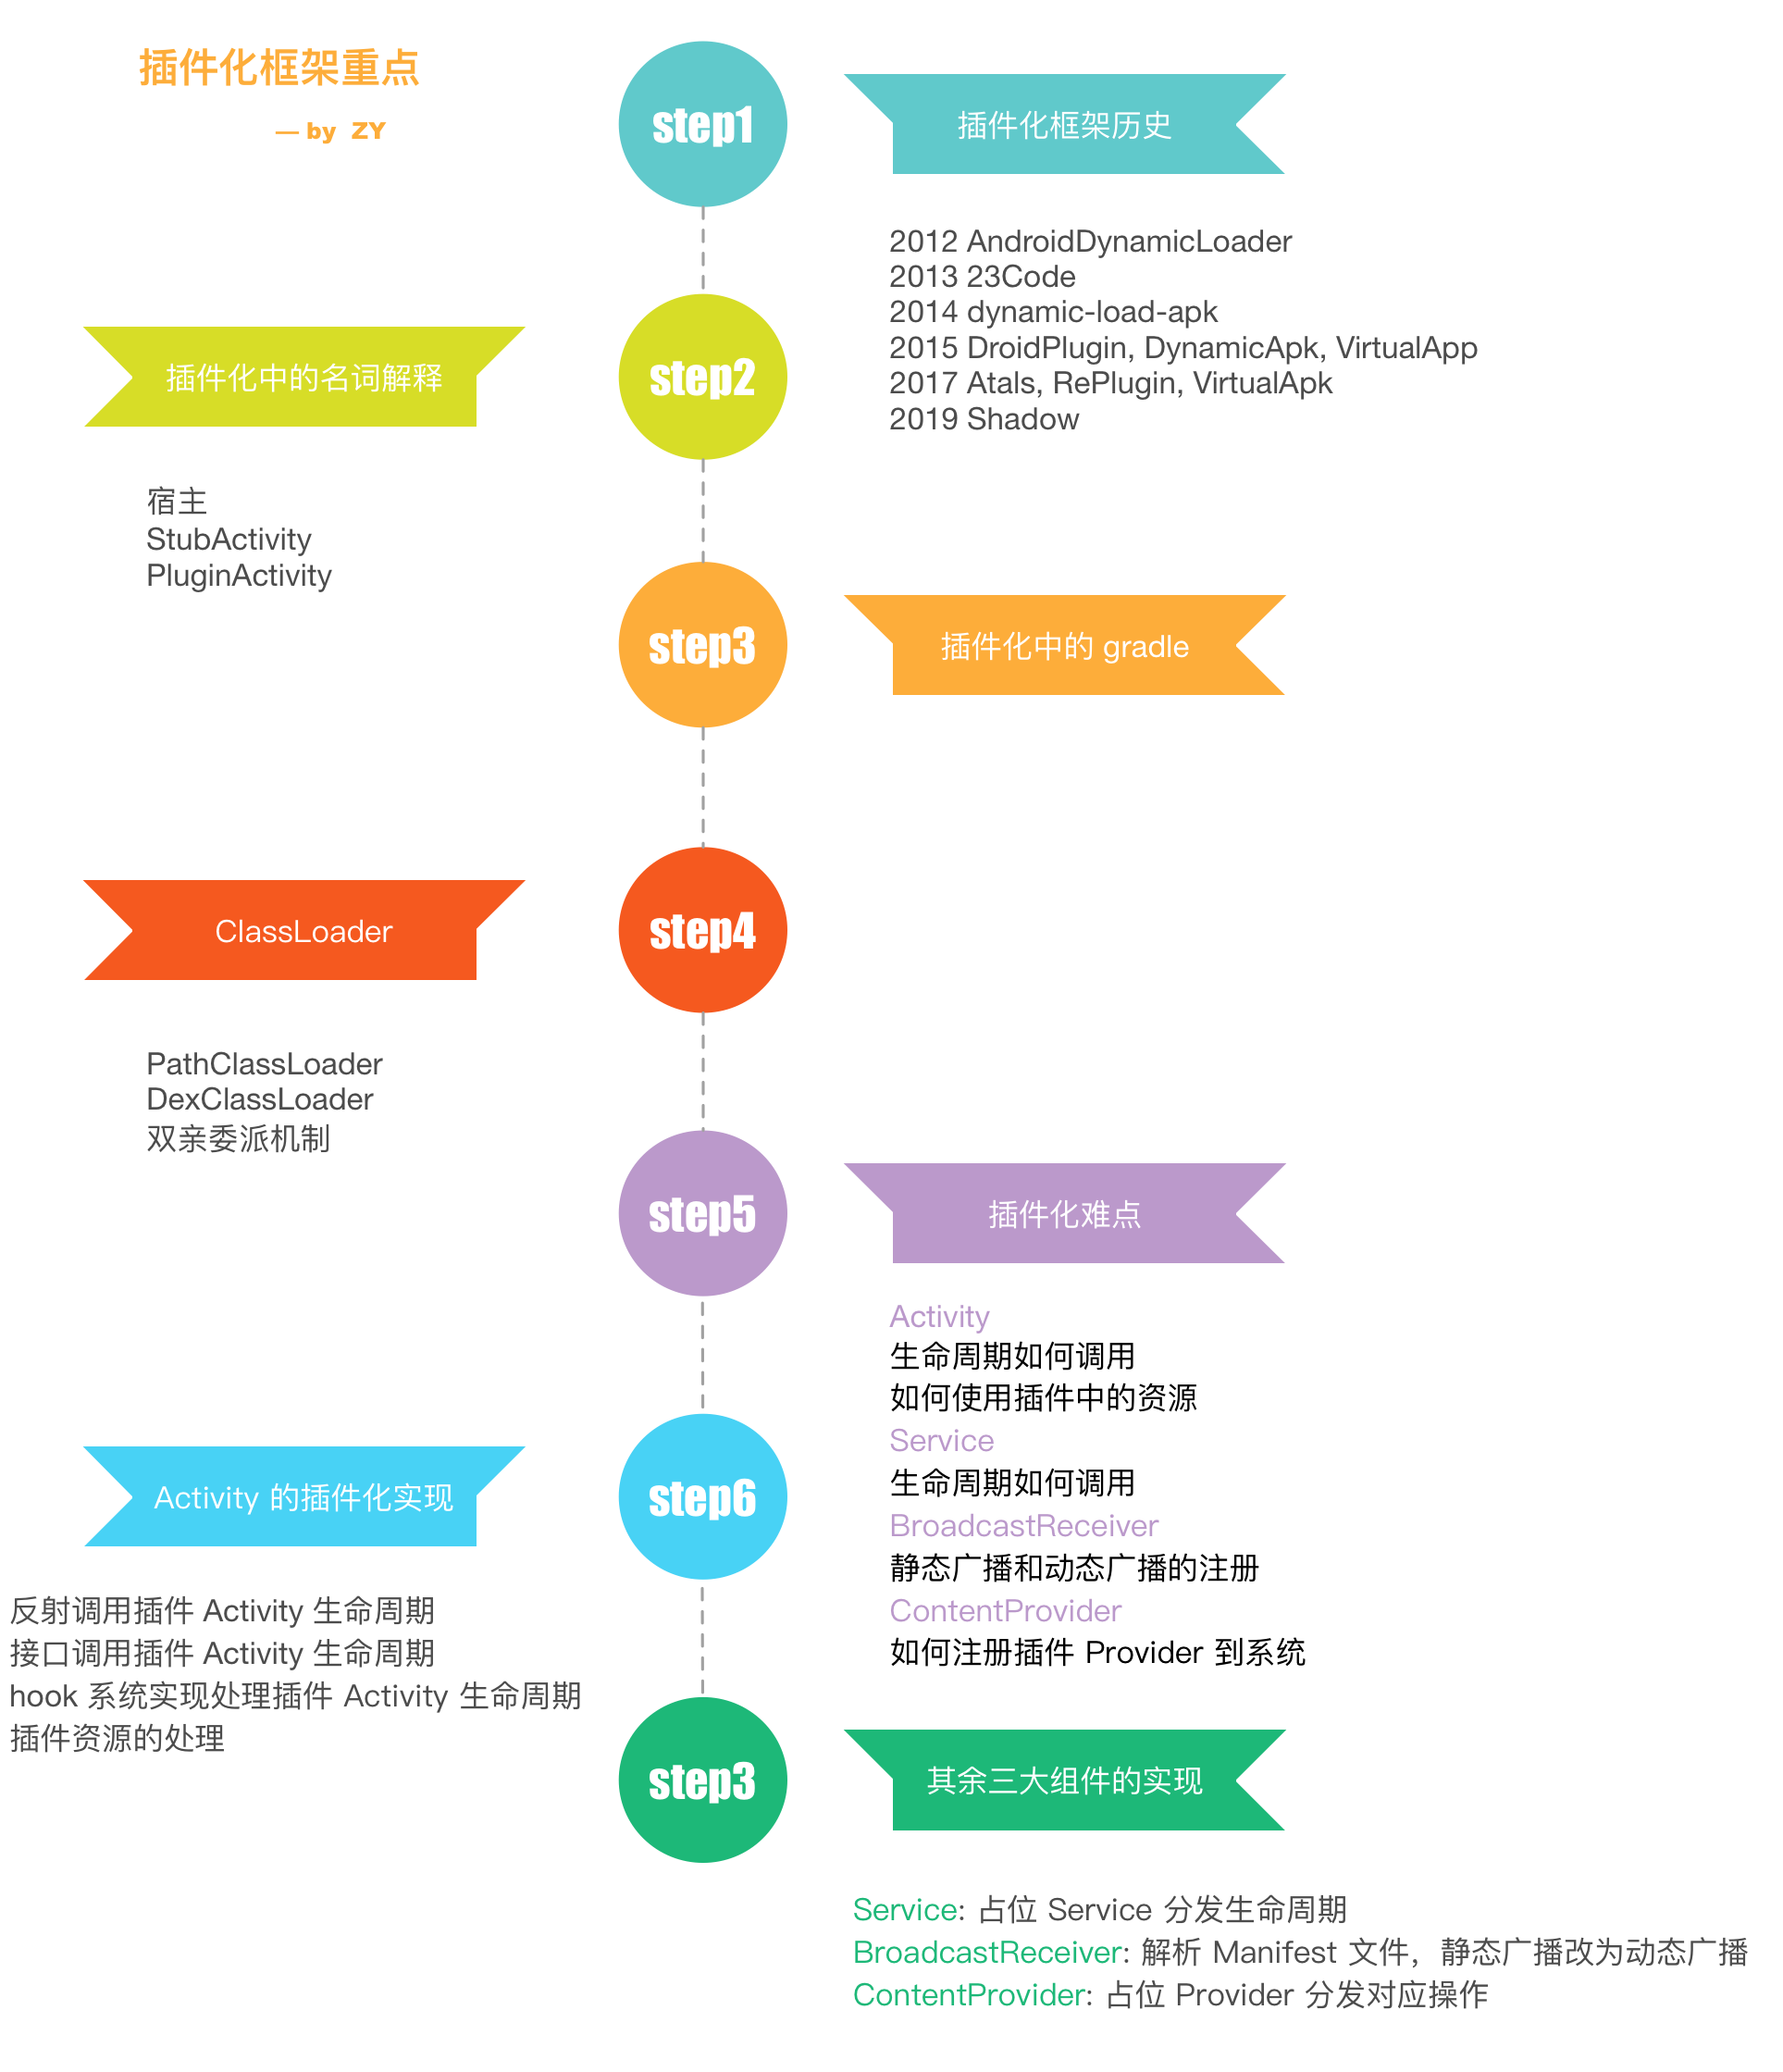 插件化框架重点
— by ZY
step1
插件化框架历史
2012 AndroidDynamicLoader
2013 23Code
2014 dynamic-load-apk
2015 DroidPlugin, DynamicApk, VirtualApp
2017 Atals, RePlugin, VirtualApk
2019 Shadow
step2
插件化中的名词解释
宿主
StubActivity
PluginActivity
step3
插件化中的 gradle
step4
ClassLoader
PathClassLoader
DexClassLoader
双亲委派机制
step5
插件化难点
Activity
生命周期如何调用
如何使用插件中的资源
Service
生命周期如何调用
BroadcastReceiver
静态广播和动态广播的注册
ContentProvider
如何注册插件 Provider 到系统
step6
Activity 的插件化实现
反射调用插件 Activity 生命周期
接口调用插件 Activity 生命周期
hook 系统实现处理插件 Activity 生命周期
插件资源的处理
step3
其余三大组件的实现
Service: 占位 Service 分发生命周期
BroadcastReceiver: 解析 Manifest 文件，静态广播改为动态广播
ContentProvider: 占位 Provider 分发对应操作